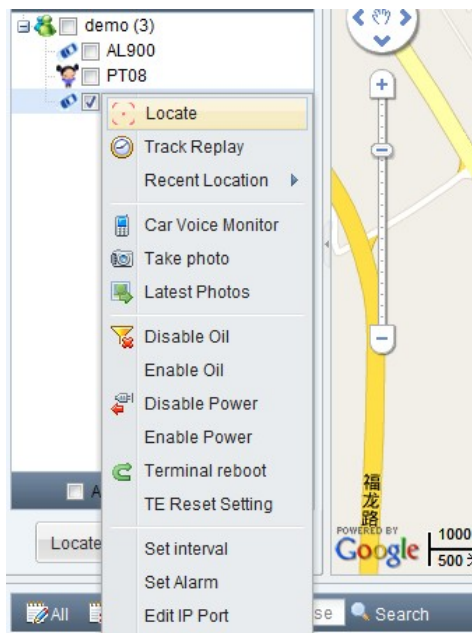 demo (3)
AL900
PT08
Locate
Track Replay
Recent Location
Car Voice Monitor
Take photo
Latest Photos
Disable Oil
Enable Oil
Disable Power
Enable Power
Terminal reboot
TE Reset Setting
Set interval
Set Alarm
Edit IP Port
A
Locate
All
se
Search
福龙路
POWERED BY
Google
1000
500 米